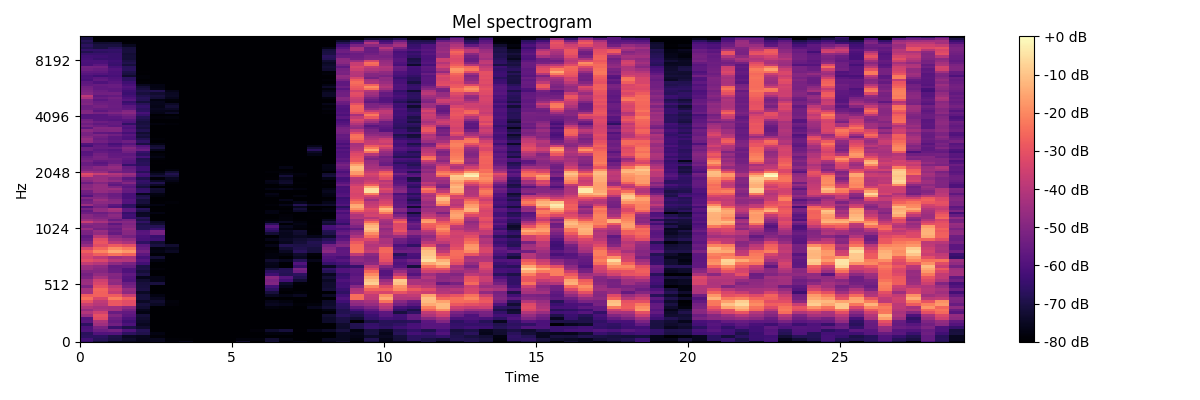 Mel spectrogram
8192
4096
2048
1024
512
0
Hz
0 5 10 15 20 25
Time
+0 dB
-10 dB
-20 dB
-30 dB
-40 dB
-50 dB
-60 dB
-70 dB
-80 dB